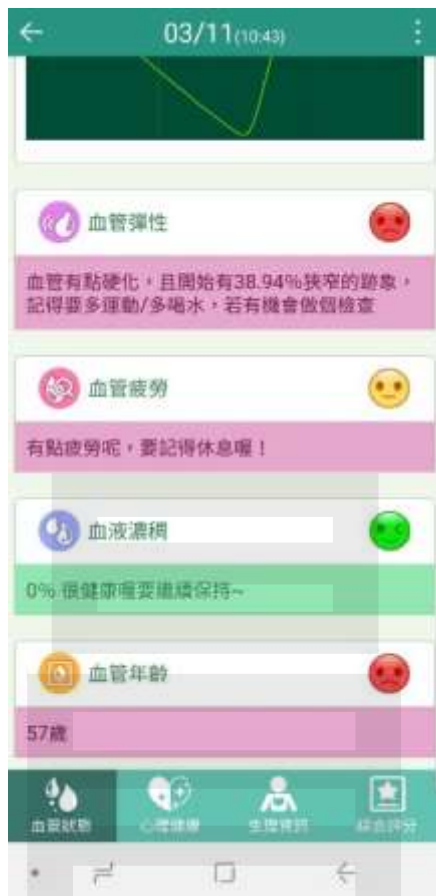 03/11(10:43)
血管彈性
血管有點硬化，且開始有38.94%狹窄的跡象，
記得要多運動/多喝水，若有機會做個檢查
血管疲勞
有點疲勞呢，要記得休息喔！
血液濃稠
0% 很健康喔要繼續保持~
血管年齡
57歲
血管狀態
心理健康
生理資訊
綜合評分